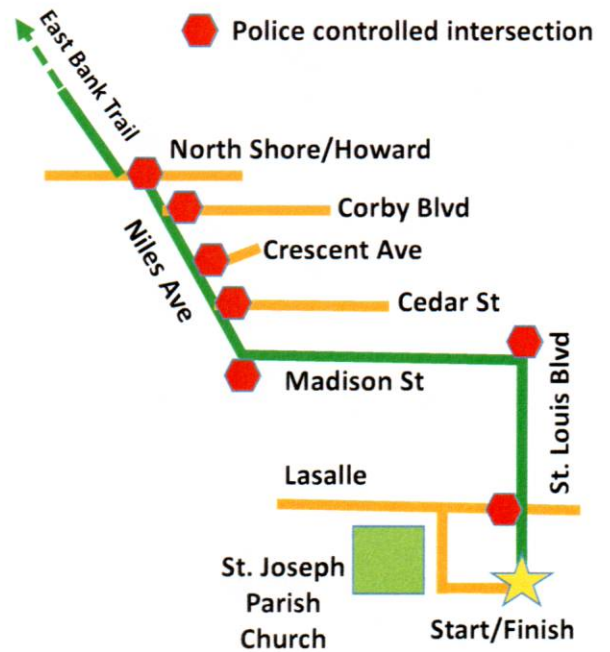 Police controlled intersection
East Bank Trail
North Shore/Howard
Corby Blvd
Crescent Ave
Niles Ave
Cedar St
Madison St
St. Louis Blvd
Lasalle
St. Joseph
Parish
Church
Start/Finish